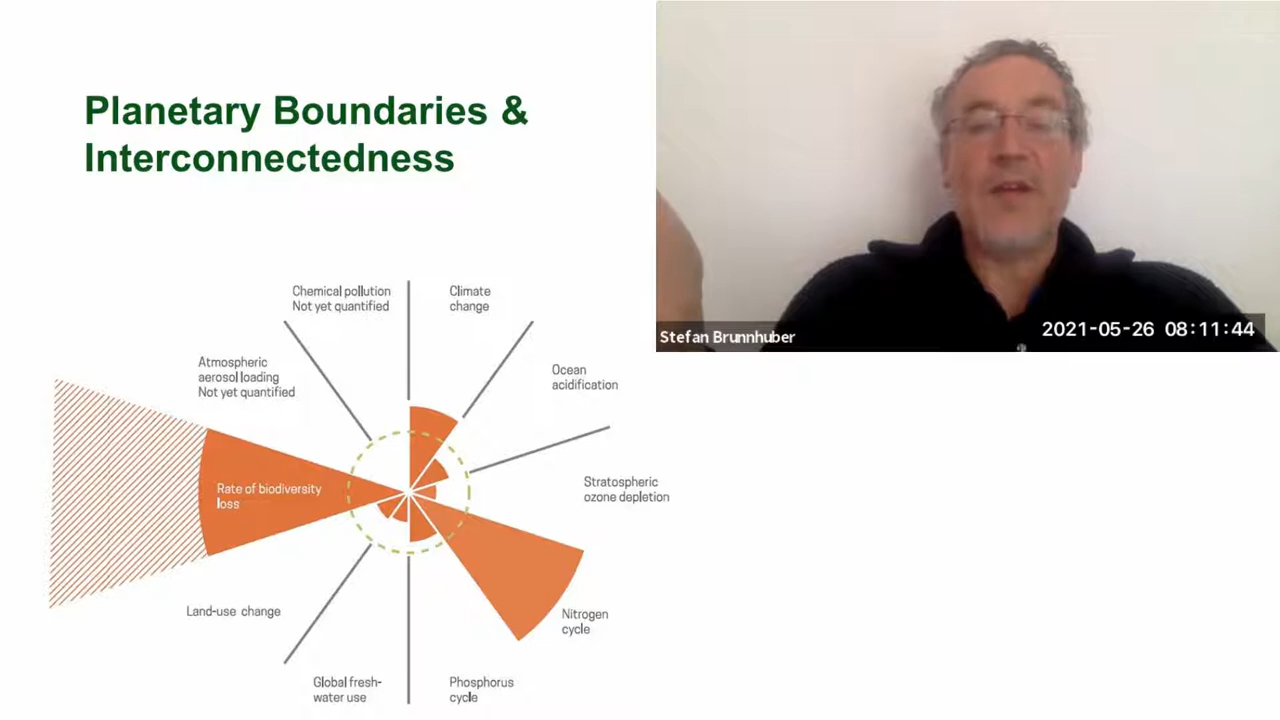 Planetary Boundaries &
Interconnectedness
Stefan Brunnhuber
2021-05-26 08:11:44
Chemical pollution
Not yet quantified
Climate
change
Atmospheric
aerosol loading
Not yet quantified
Ocean
acidification
Rate of biodiversity
loss
Stratospheric
ozone depletion
Land-use change
Nitrogen
cycle
Global fresh-
water use
Phosphorus
cycle